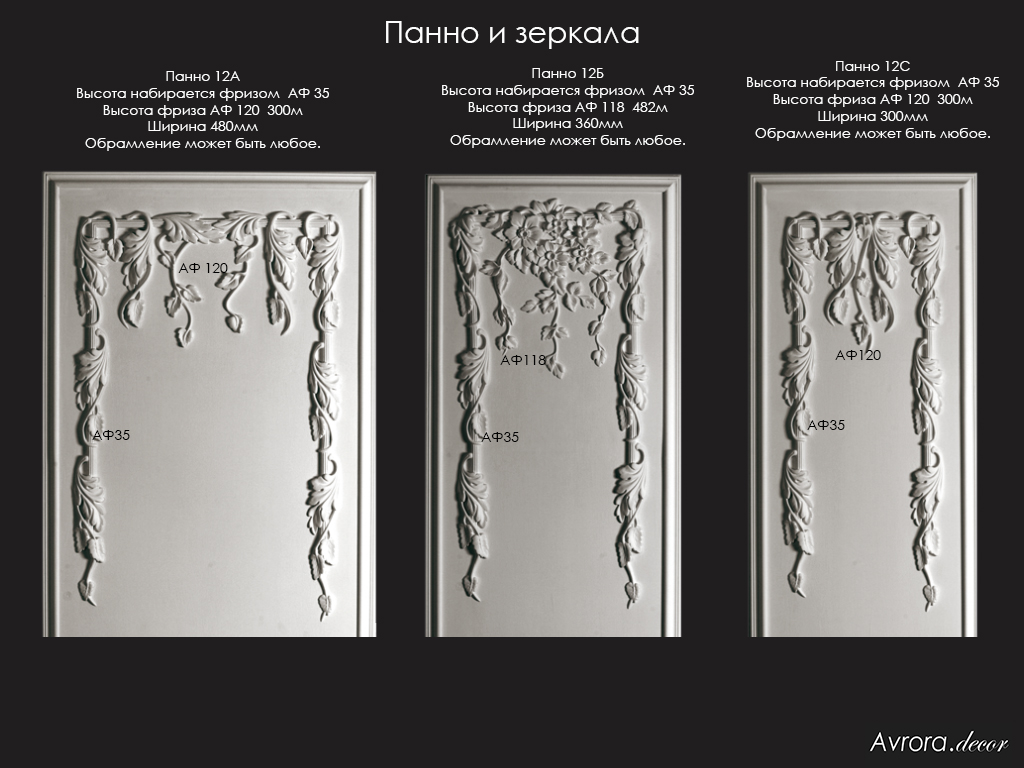 Панно и зеркала
Панно 12А
Высота набирается фризом АФ 35
Высота фриза АФ 120 300м
Ширина 480мм
Обрамление может быть любое.
Панно 12Б
Высота набирается фризом АФ 35
Высота фриза АФ 118 482м
Ширина 360мм
Обрамление может быть любое.
Панно 12С
Высота набирается фризом АФ 35
Высота фриза АФ 120 300м
Ширина 300мм
Обрамление может быть любое.
АФ 120
АФ35
АФ118
АФ35
АФ120
АФ35
Avrora.decor